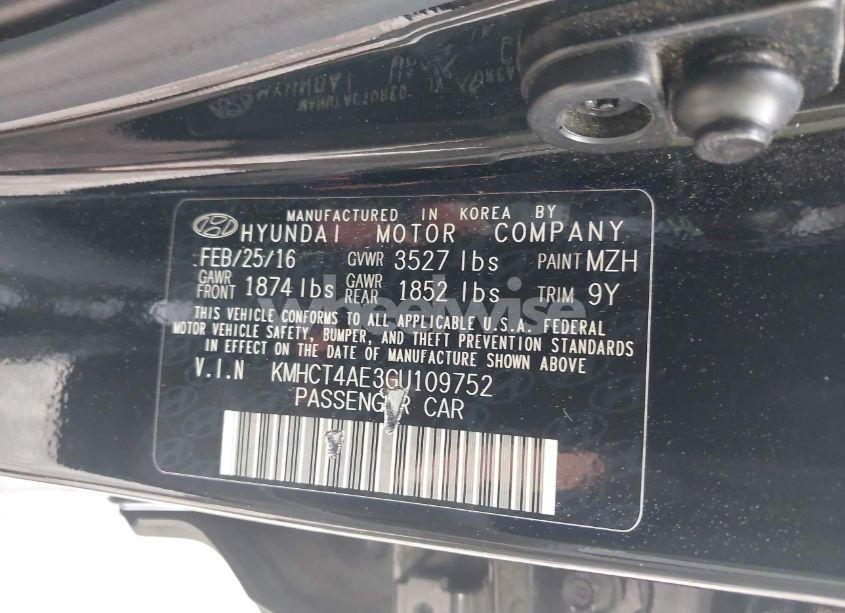 MANUFACTURED IN KOREA BY
HYUNDAI MOTOR COMPANY
FEB/25/16 GVWR 3527 lbs PAINT MZH
GAWR FRONT 1874 lbs GAWR REAR 1852 lbs TRIM 9Y
THIS VEHICLE CONFORMS TO ALL APPLICABLE U.S.A. FEDERAL
MOTOR VEHICLE SAFETY, BUMPER, AND THEFT PREVENTION STANDARDS
IN EFFECT ON THE DATE OF MANUFACTURE SHOWN ABOVE
V.I.N KMHCT4AE3GU109752
PASSENGER CAR
wheelwise